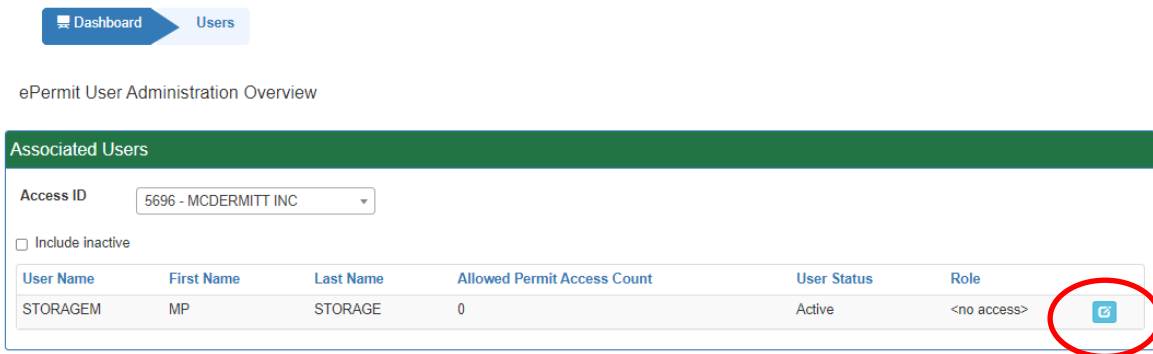 Dashboard Users
ePermit User Administration Overview
Associated Users
Access ID 5696 - MCDERMITT INC
Include inactive
User Name First Name Last Name Allowed Permit Access Count User Status Role
STORAGEM MP STORAGE 0 Active <no access>